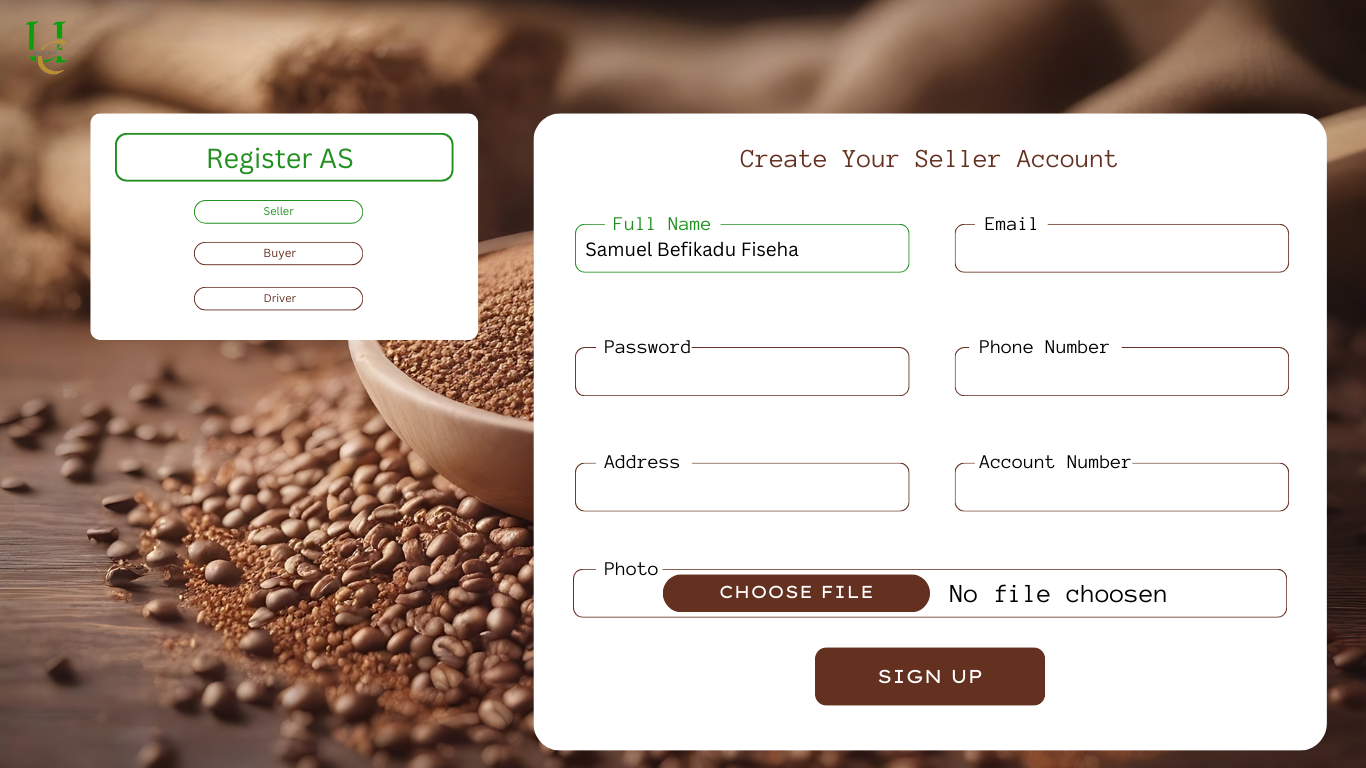 Register AS
Seller
Buyer
Driver
Create Your Seller Account
Full Name
Samuel Befikadu Fiseha
Email
Password
Phone Number
Address
Account Number
Photo
CHOOSE FILE
No file choosen
SIGN UP